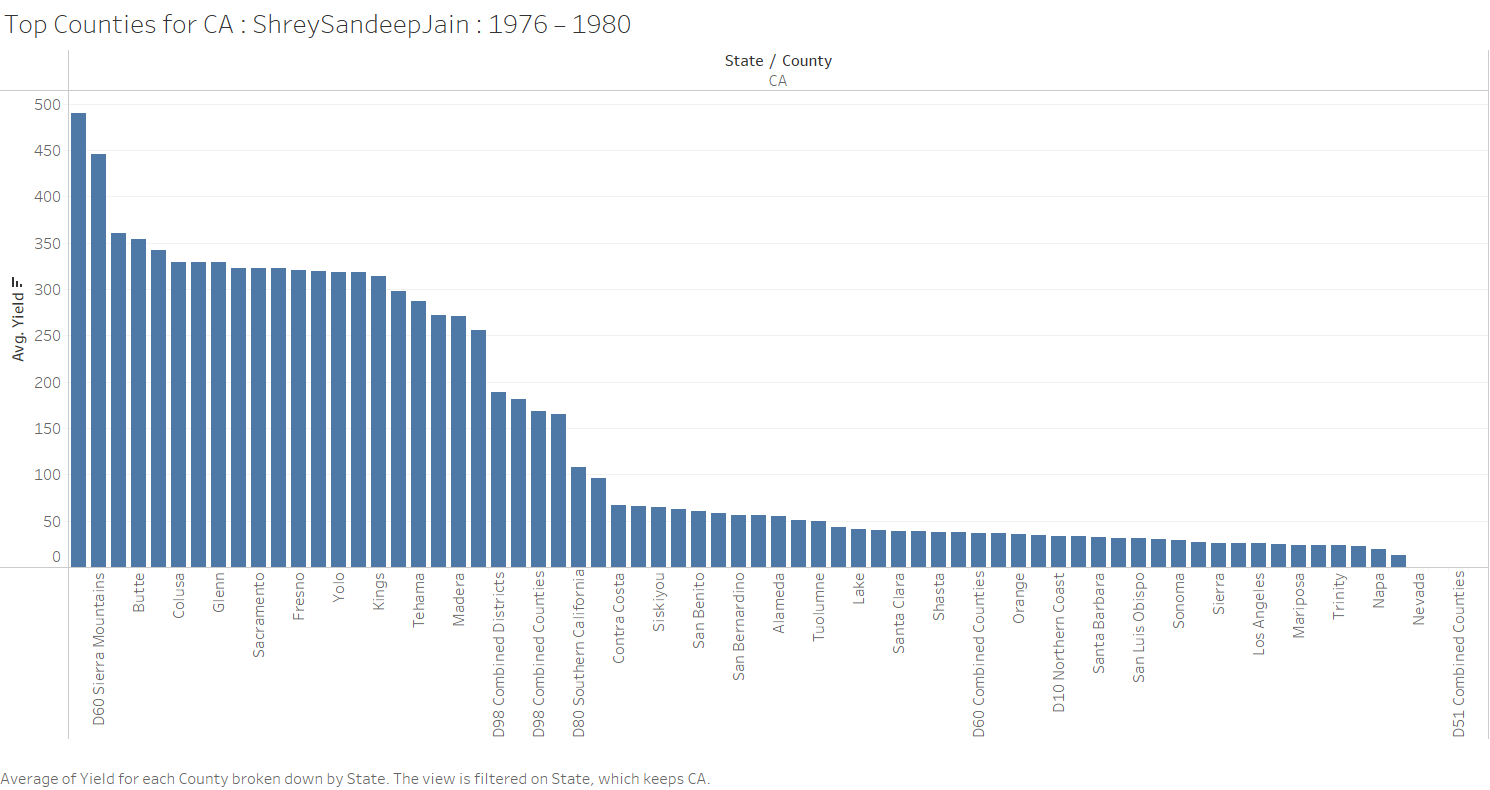 Top Counties for CA : ShreySandeepJain : 1976 – 1980
State / County
CA
Avg. Yield
500
450
400
350
300
250
200
150
100
50
0
D60 Sierra Mountains
Butte
Colusa
Glenn
Sacramento
Fresno
Yolo
Kings
Tehama
Madera
D98 Combined Districts
D98 Combined Counties
D80 Southern California
Contra Costa
Siskiyou
San Benito
San Bernardino
Alameda
Tuolumne
Lake
Santa Clara
Shasta
D60 Combined Counties
Orange
D10 Northern Coast
Santa Barbara
San Luis Obispo
Sonoma
Sierra
Los Angeles
Mariposa
Trinity
Napa
Nevada
D51 Combined Counties
Average of Yield for each County broken down by State. The view is filtered on State, which keeps CA.